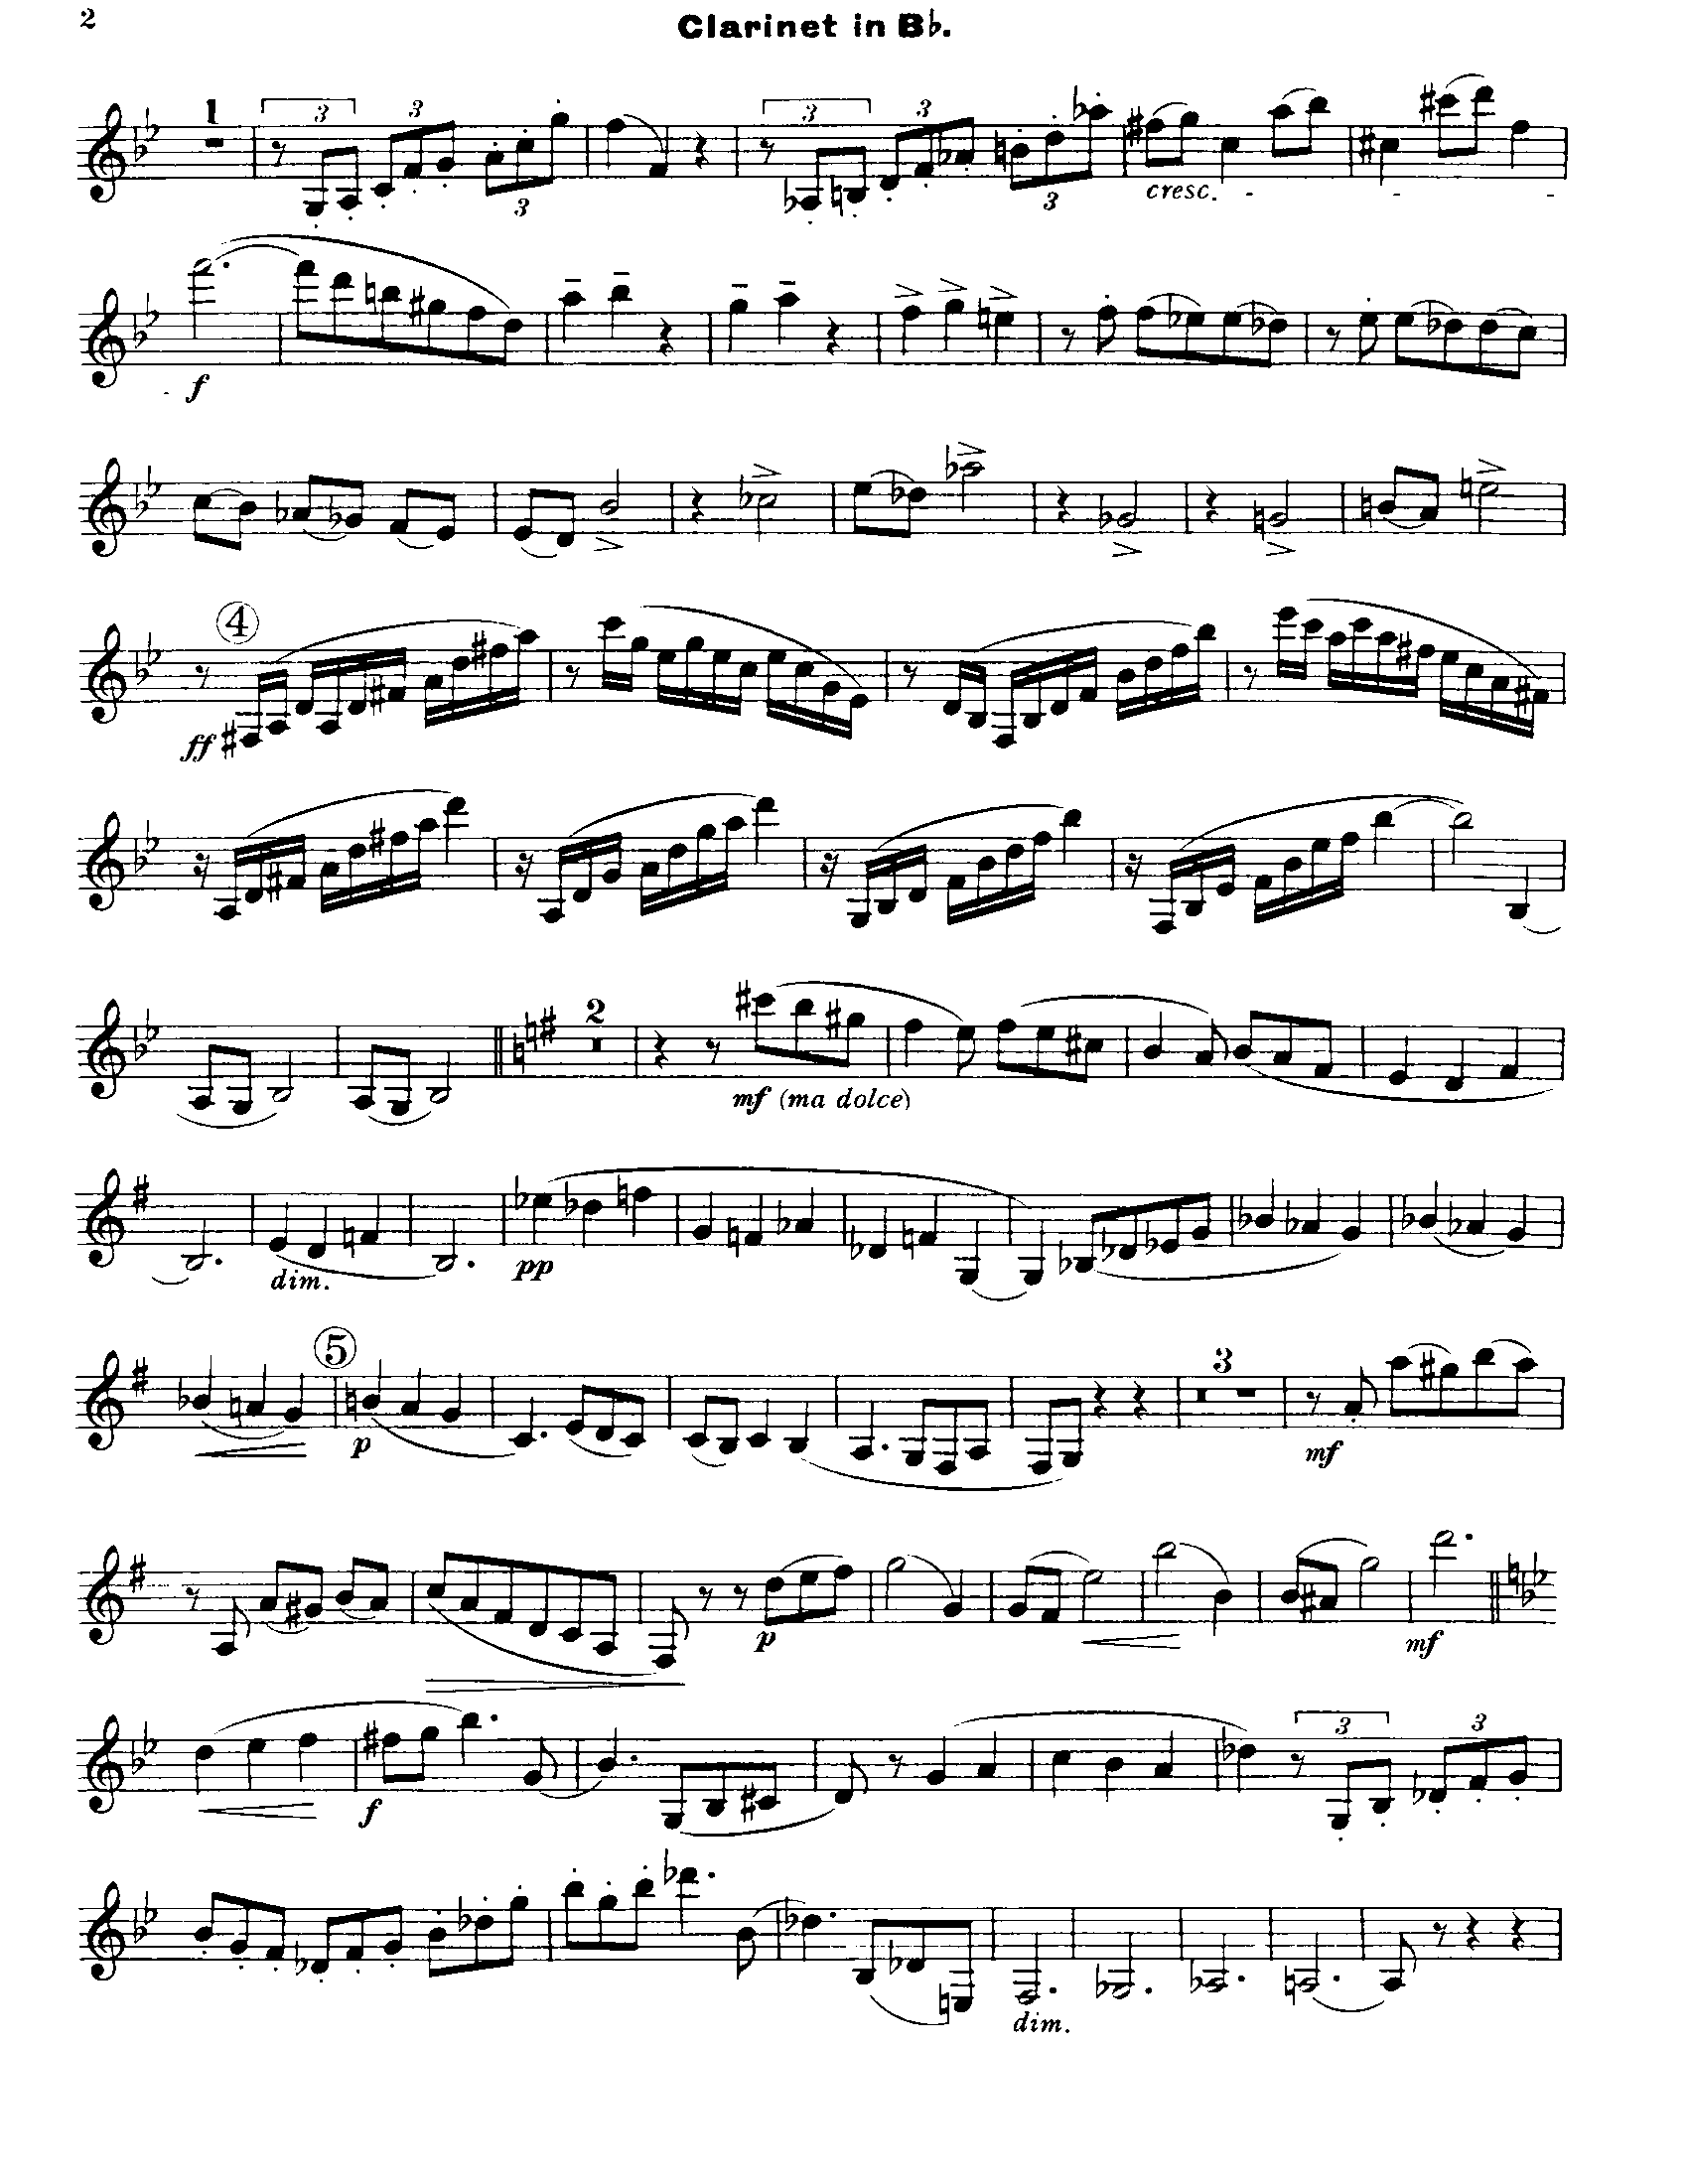 2
Clarinet in B♭.
1 3 3 3 3 3 3
cresc. - - -
- f
4
ff
2
mf (ma dolce)
dim. pp
5
3
p mf
p mf
3 3
f
dim.